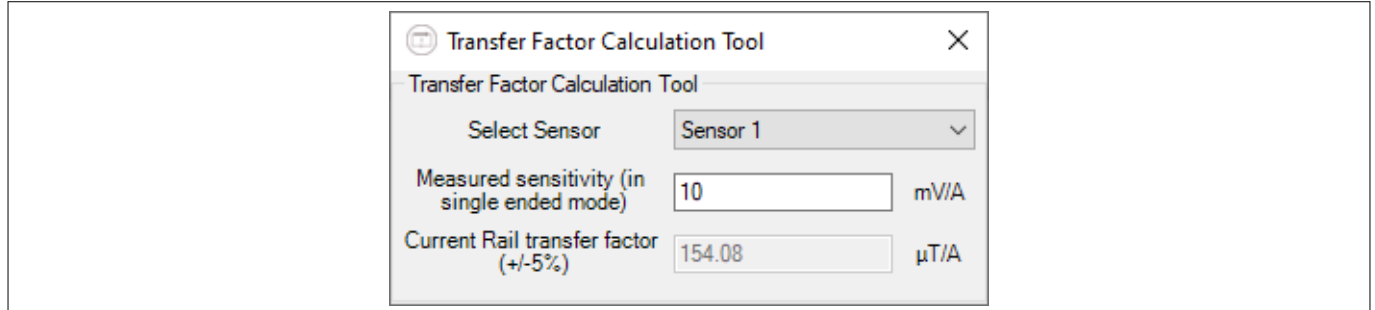 Transfer Factor Calculation Tool
Transfer Factor Calculation Tool
Select Sensor
Sensor 1
Measured sensitivity (in
single ended mode)
10
mV/A
Current Rail transfer factor
(+/-5%)
154.08
µT/A